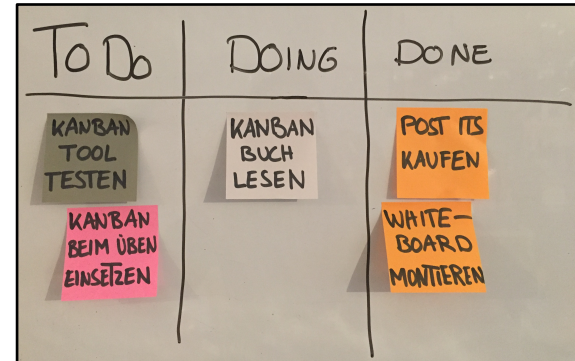 TO DO
DOING
DONE
KANBAN
TOOL
TESTEN
KANBAN
BEIM ÜBEN
EINSETZEN
KANBAN
BUCH
LESEN
POST ITS
KAUFEN
WHITE-
BOARD
MONTIEREN